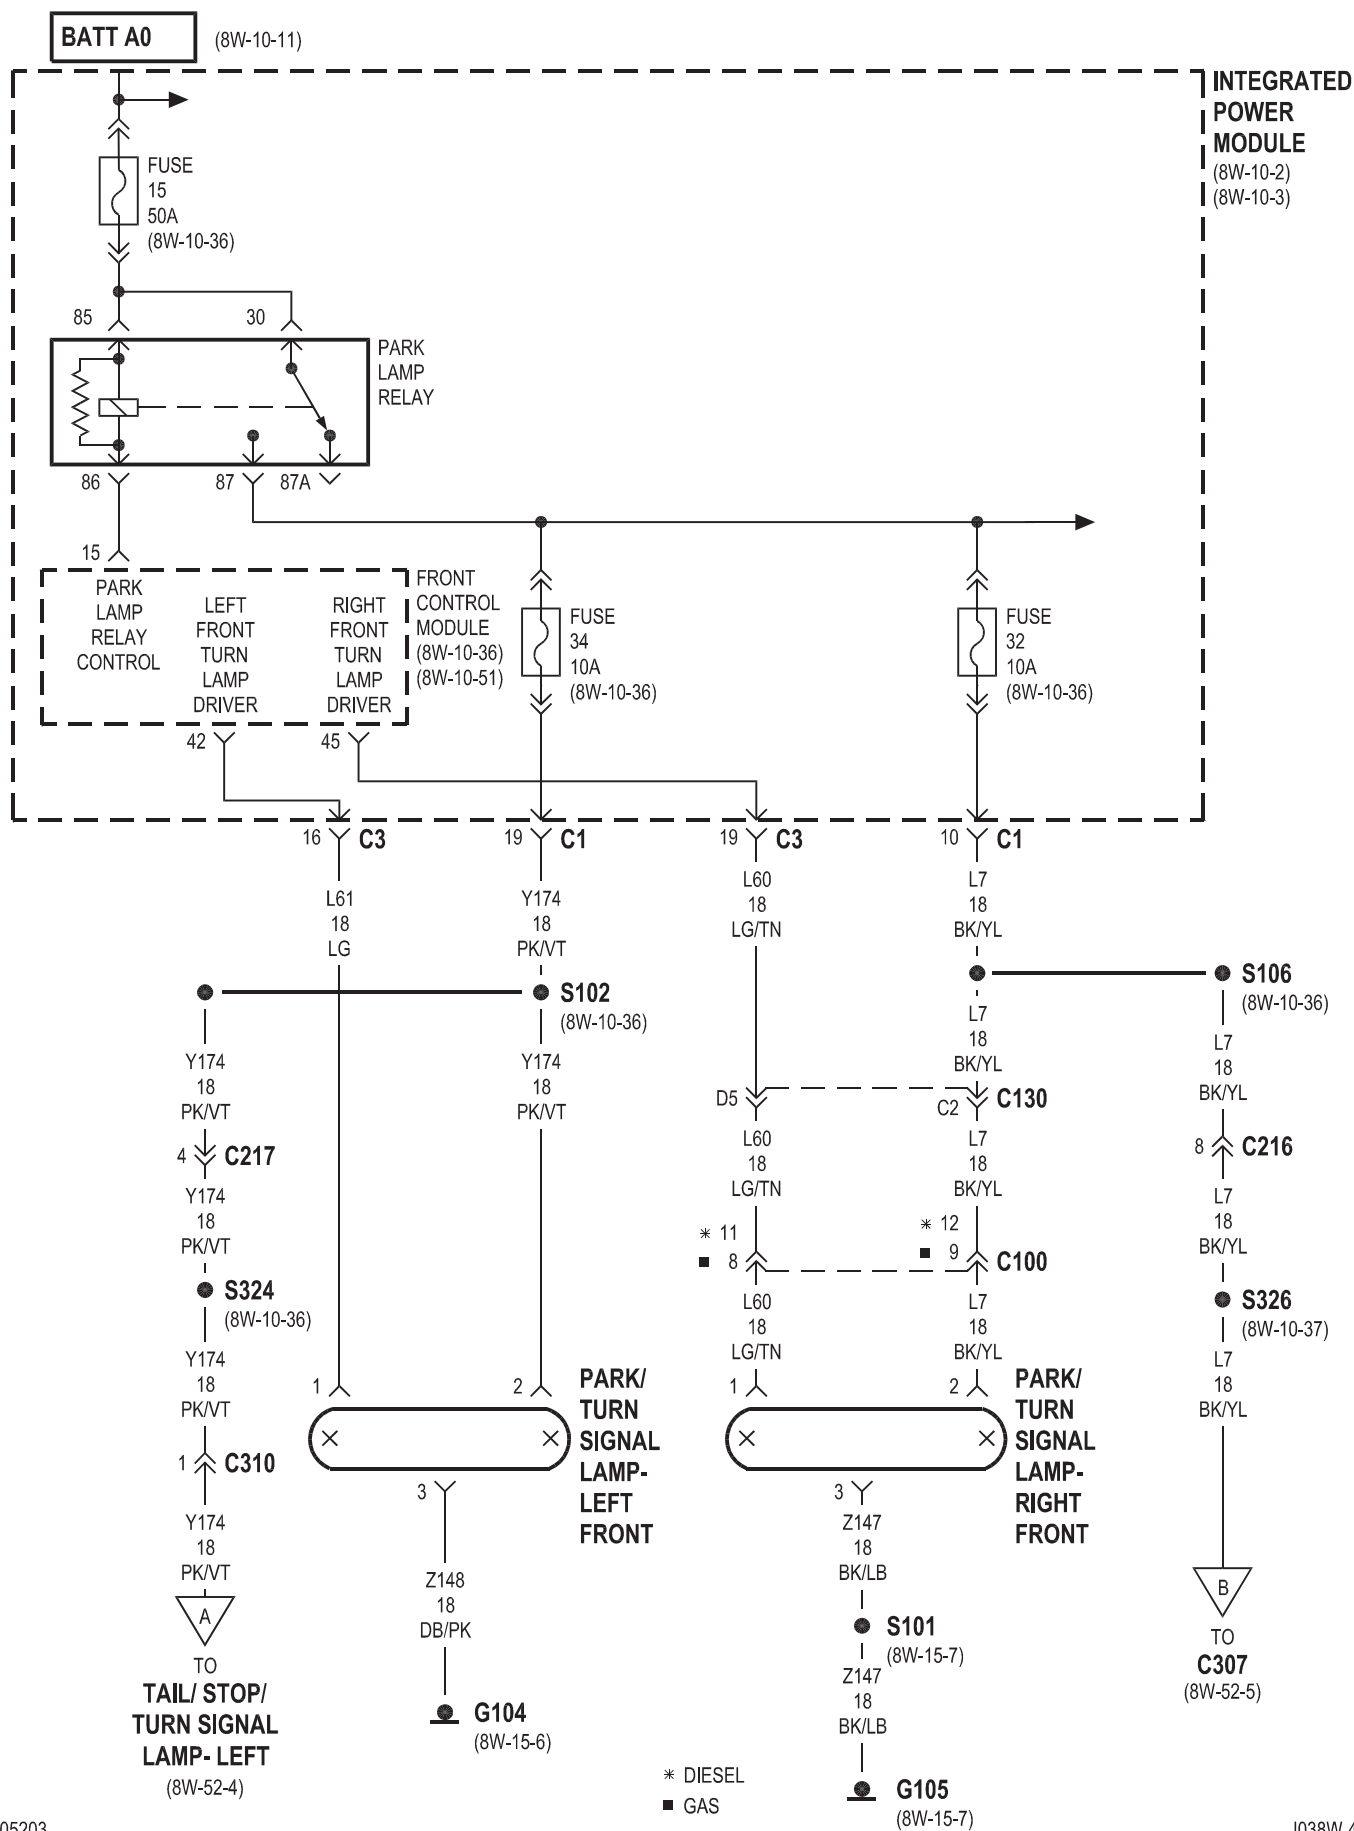 BATT A0
(8W-10-11)
INTEGRATED
POWER
MODULE
(8W-10-2)
(8W-10-3)
FUSE
15
50A
(8W-10-36)
85
30
PARK
LAMP
RELAY
86
87
87A
15
PARK
LAMP
RELAY
CONTROL
LEFT
FRONT
TURN
LAMP
DRIVER
RIGHT
FRONT
TURN
LAMP
DRIVER
FRONT
CONTROL
MODULE
(8W-10-36)
(8W-10-51)
FUSE
34
10A
(8W-10-36)
FUSE
32
10A
(8W-10-36)
42
45
16 C3
19 C1
19 C3
10 C1
L61
18
LG
Y174
18
PK/VT
L60
18
LG/TN
L7
18
BK/YL
S102
(8W-10-36)
S106
(8W-10-36)
Y174
18
PK/VT
Y174
18
PK/VT
L7
18
BK/YL
L7
18
BK/YL
D5
C2
C130
4 C217
8 C216
Y174
18
PK/VT
L60
18
LG/TN
L7
18
BK/YL
L7
18
BK/YL
* 11
■ 8
* 12
■ 9
C100
S324
(8W-10-36)
S326
(8W-10-37)
L60
18
LG/TN
L7
18
BK/YL
Y174
18
PK/VT
L7
18
BK/YL
1
2
PARK/
TURN
SIGNAL
LAMP-
LEFT
FRONT
1
2
PARK/
TURN
SIGNAL
LAMP-
RIGHT
FRONT
1 C310
3
3
Y174
18
PK/VT
Z148
18
DB/PK
Z147
18
BK/LB
A
TO
TAIL/ STOP/
TURN SIGNAL
LAMP- LEFT
(8W-52-4)
S101
(8W-15-7)
Z147
18
BK/LB
B
TO
C307
(8W-52-5)
G104
(8W-15-6)
G105
(8W-15-7)
* DIESEL
■ GAS
05203
J038W-4